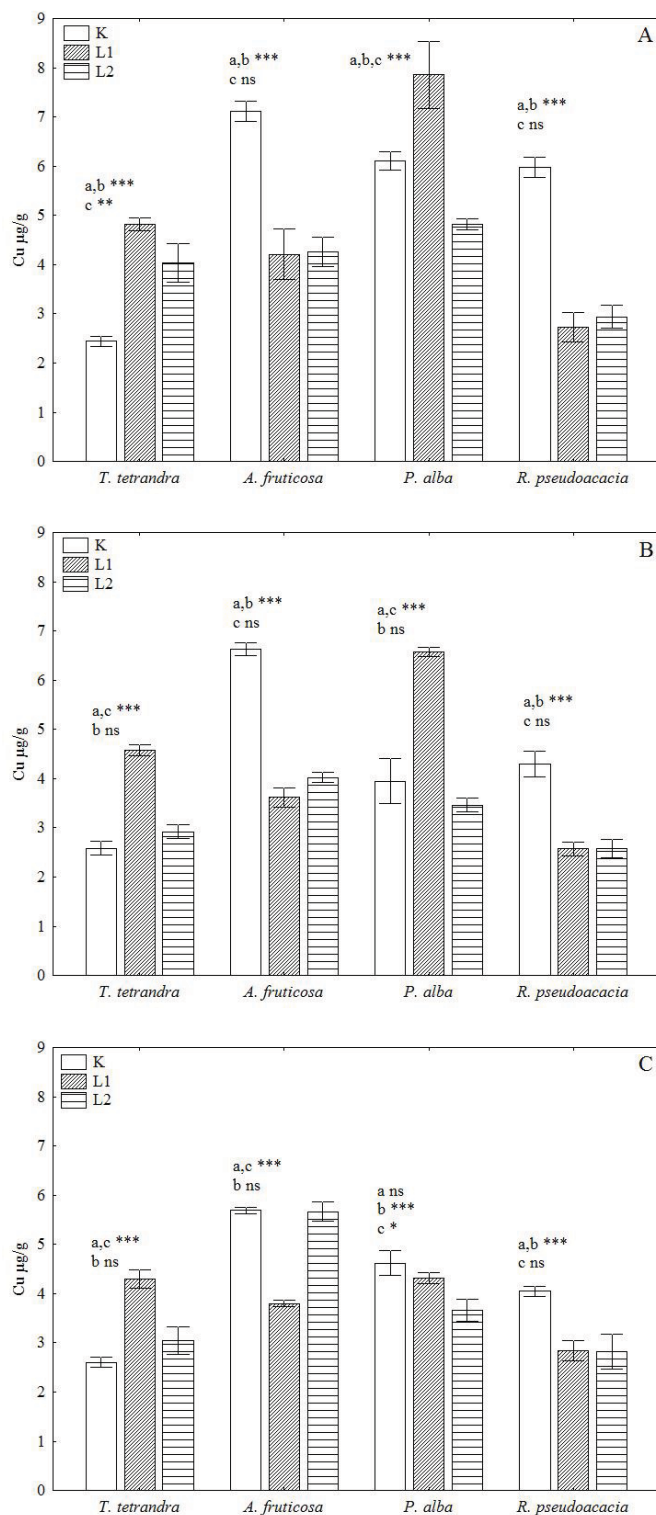 9
8
7
6
5
4
3
2
1
0
Cu µg/g
K
L1
L2
A
a,b ***
c **
a,b ***
c ns
a,b,c ***
a,b ***
c ns
T. tetrandra A. fruticosa P. alba R. pseudoacacia
9
8
7
6
5
4
3
2
1
0
Cu µg/g
K
L1
L2
B
a,c ***
b ns
a,b ***
c ns
a,c ***
b ns
a,b ***
c ns
T. tetrandra A. fruticosa P. alba R. pseudoacacia
9
8
7
6
5
4
3
2
1
0
Cu µg/g
K
L1
L2
C
a,c ***
b ns
a,c ***
b ns
a ns
b ***
c *
a,b ***
c ns
T. tetrandra A. fruticosa P. alba R. pseudoacacia